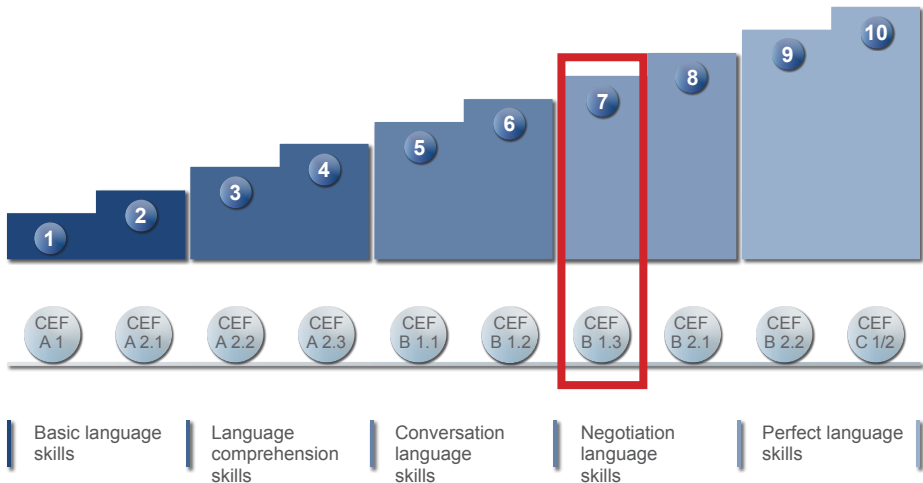 1
2
3
4
5
6
7
8
9
10
CEF
A 1
CEF
A 2.1
CEF
A 2.2
CEF
A 2.3
CEF
B 1.1
CEF
B 1.2
CEF
B 1.3
CEF
B 2.1
CEF
B 2.2
CEF
C 1/2
Basic language
skills
Language
comprehension
skills
Conversation
language
skills
Negotiation
language
skills
Perfect language
skills